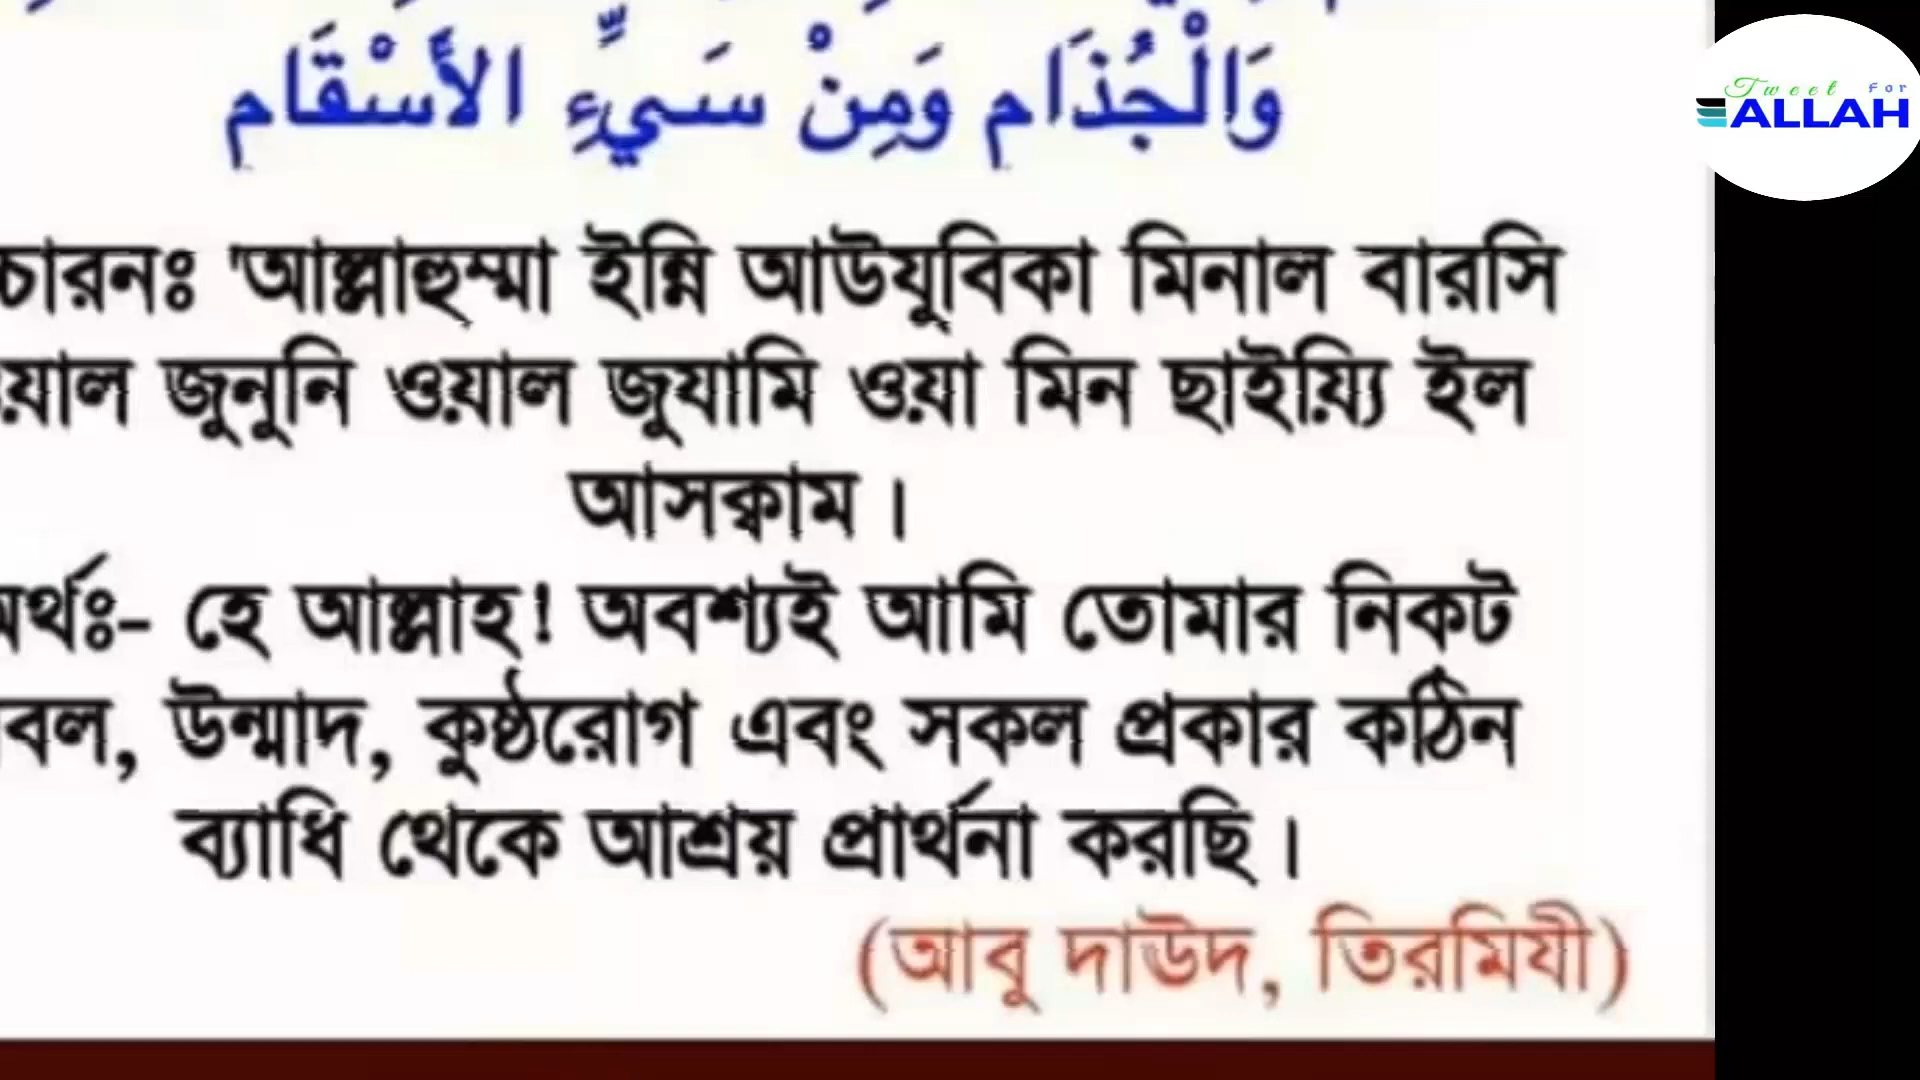 وَالْجُذَامِ وَمِنْ سَيِّءِ الأَسْقَامِ
চারনঃ 'আল্লাহুম্মা ইন্নি আউযুবিকা মিনাল বারসি
য়াল জুনুনি ওয়াল জুযামি ওয়া মিন ছাইয়্যি ইল
আসক্বাম।
অর্থঃ- হে আল্লাহ! অবশ্যই আমি তোমার নিকট
বল, উন্মাদ, কুষ্ঠরোগ এবং সকল প্রকার কঠিন
ব্যাধি থেকে আশ্রয় প্রার্থনা করছি।
(আবু দাউদ, তিরমিযী)
Tweet For
ALLAH